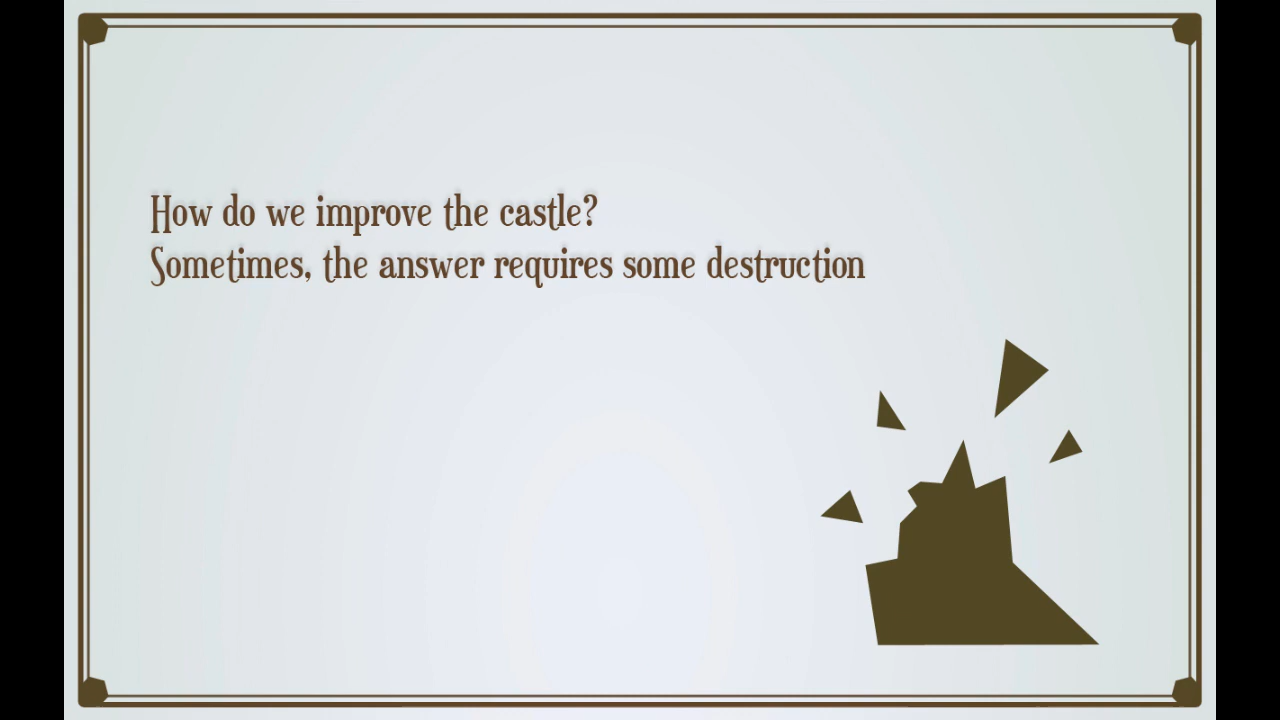 How do we improve the castle?
Sometimes, the answer requires some destruction